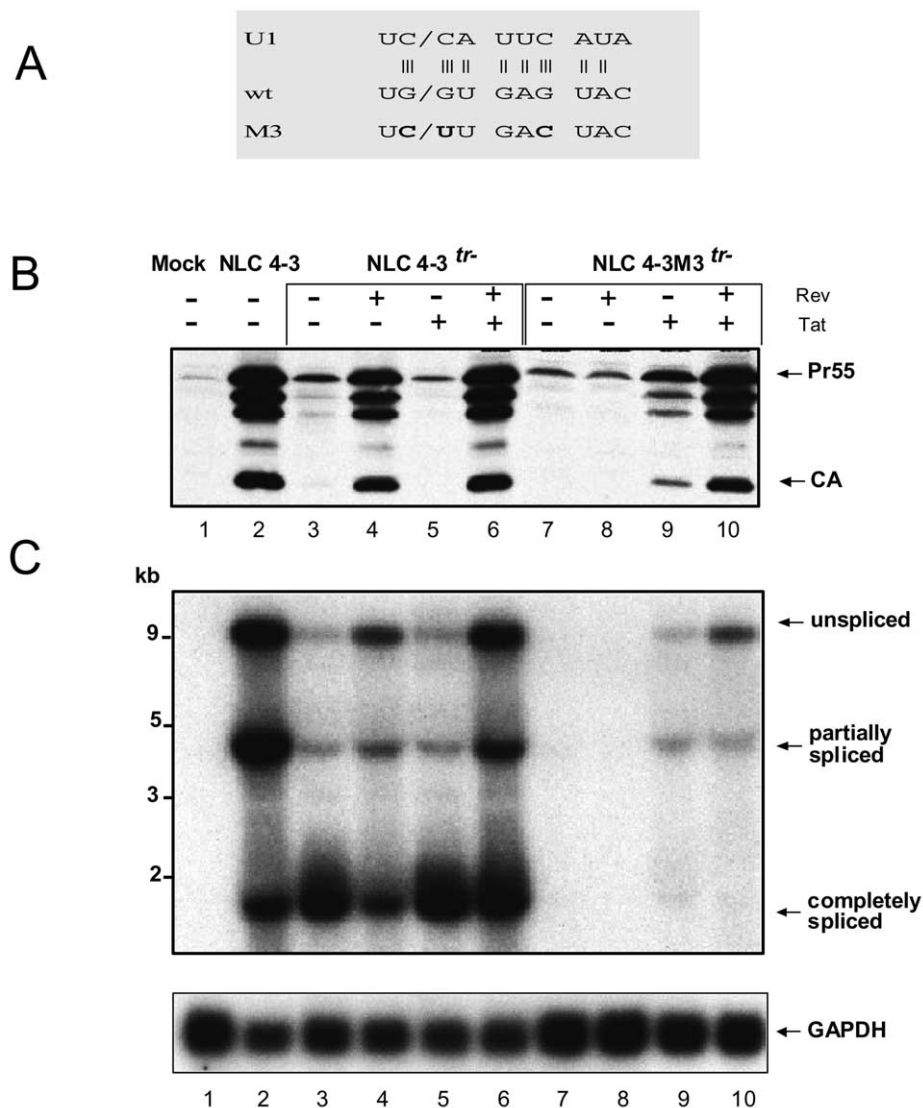 A
U1 UC/CA UUC AUA
wt UG/GU GAG UAC
M3 UC/UU GAC UAC
B
Mock NLC 4-3 NLC 4-3 tr- NLC 4-3M3 tr-
- - - + - + - + - + Rev
- - - - + + - - + + Tat
Pr55
CA
1 2 3 4 5 6 7 8 9 10
C
kb
9
5
3
2
unspliced
partially
spliced
completely
spliced
GAPDH
1 2 3 4 5 6 7 8 9 10